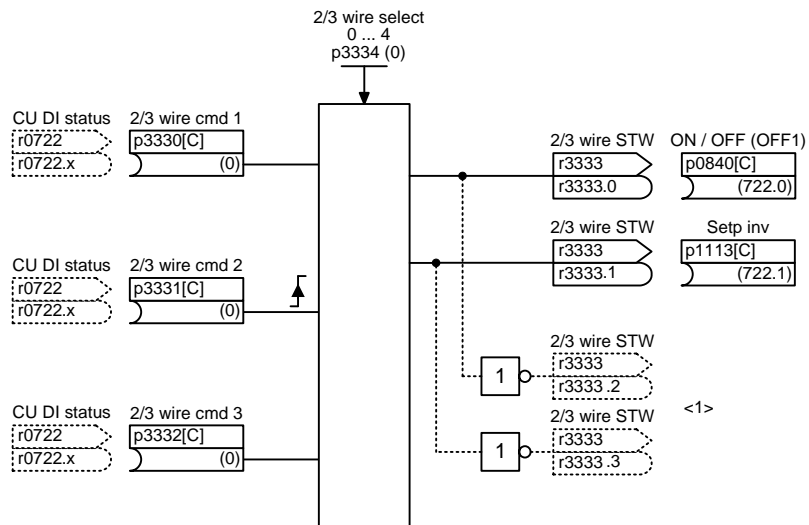 2/3 wire select
0 ... 4
p3334 (0)
CU DI status
r0722
r0722.x
2/3 wire cmd 1
p3330[C]
(0)
2/3 wire STW
r3333
r3333.0
ON / OFF (OFF1)
p0840[C]
(722.0)
2/3 wire STW
r3333
r3333.1
Setp inv
p1113[C]
(722.1)
CU DI status
r0722
r0722.x
2/3 wire cmd 2
p3331[C]
(0)
1
2/3 wire STW
r3333
r3333 .2
<1>
CU DI status
r0722
r0722.x
2/3 wire cmd 3
p3332[C]
(0)
1
2/3 wire STW
r3333
r3333 .3